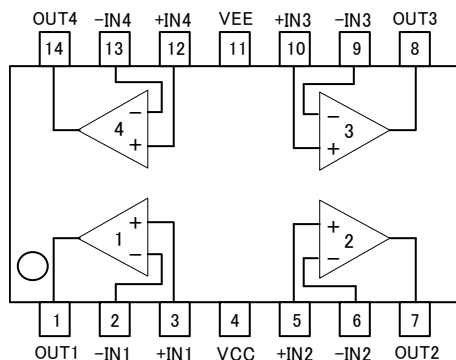 OUT4 −IN4 +IN4 VEE +IN3 −IN3 OUT3
14 13 12 11 10 9 8
− −
4 3
+ +
+ +
1 2
− −
1 2 3 4 5 6 7
OUT1 −IN1 +IN1 VCC +IN2 −IN2 OUT2